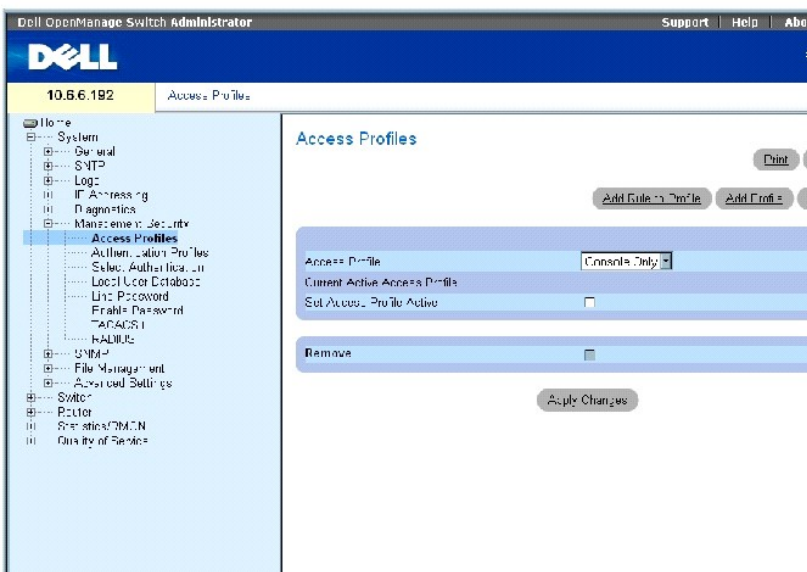 Dell OpenManage Switch Administrator
Support | Help | Abo
DELL
10.6.6.192
Access Profiles
Home
System
General
SNTP
Logs
IP Addressing
Diagnostics
Management Security
Access Profiles
Authentication Profiles
Select Authentication
Local User Database
Line Password
Enable Password
TACACS+
RADIUS
SNMP
File Management
Advanced Settings
Switch
Router
Statistics/RMON
Quality of Service
Access Profiles
Print
Add Rule to Profile
Add Profile
Access Profile
Console Only
Current Active Access Profile
Set Access Profile Active
Remove
Apply Changes